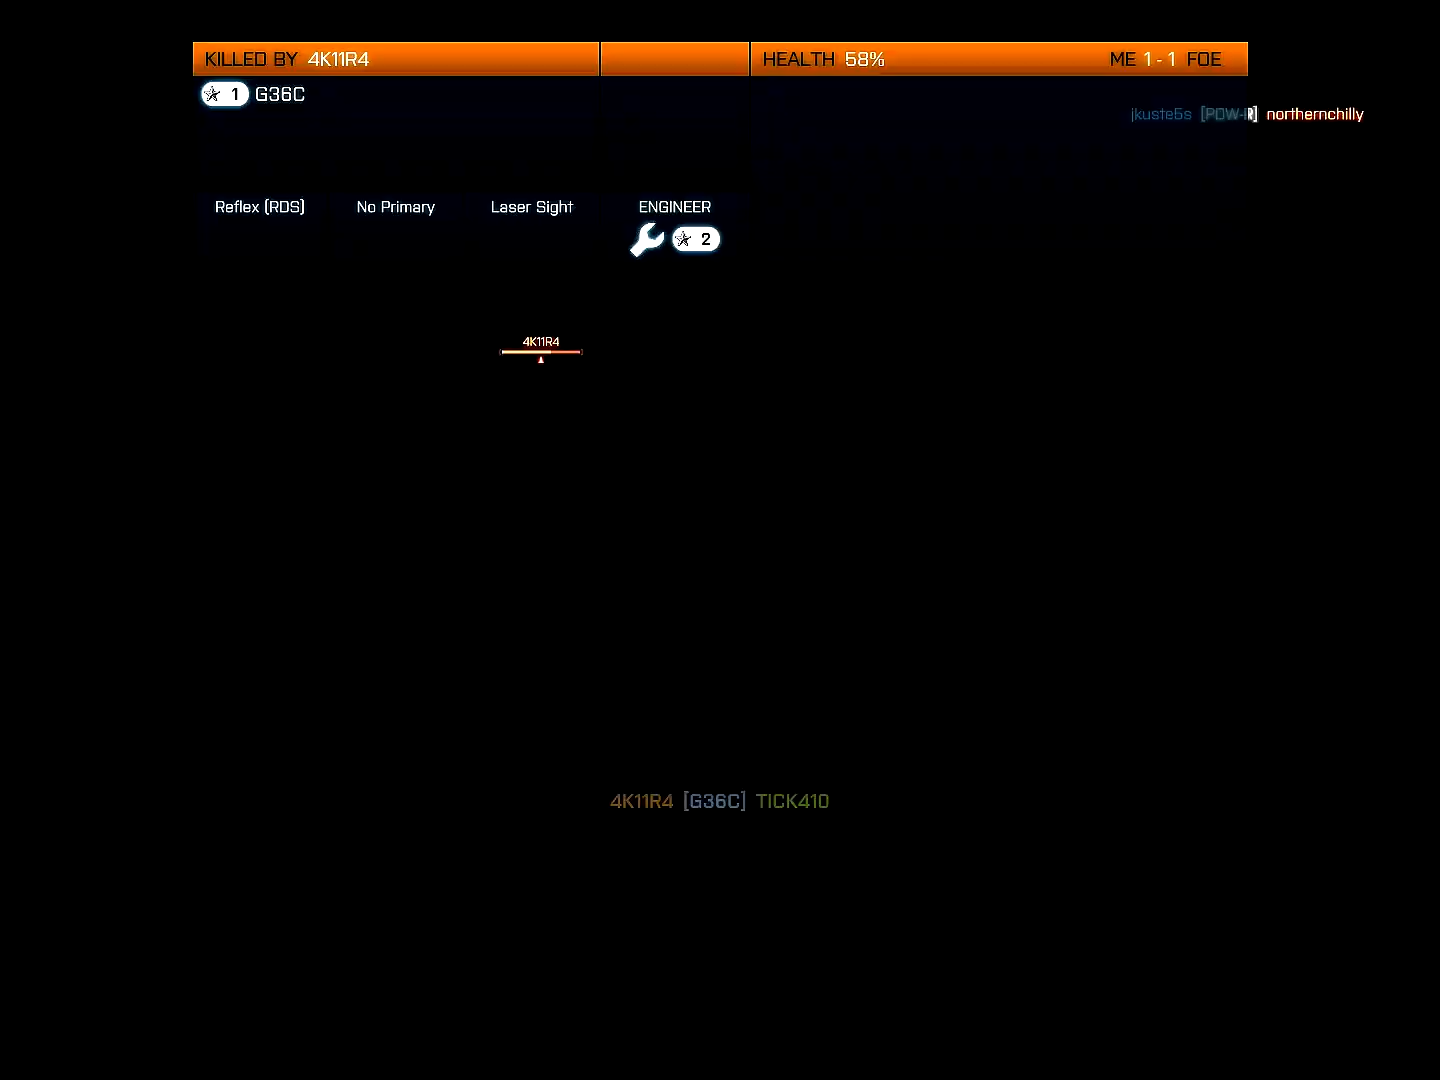 KILLED BY 4K11R4 HEALTH 58% ME 1 - 1 FOE
1 G36C
jkuste5s [PDW-R] northernchilly
Reflex (RDS) No Primary Laser Sight ENGINEER
2
4K11R4
4K11R4 [G36C] TICK410